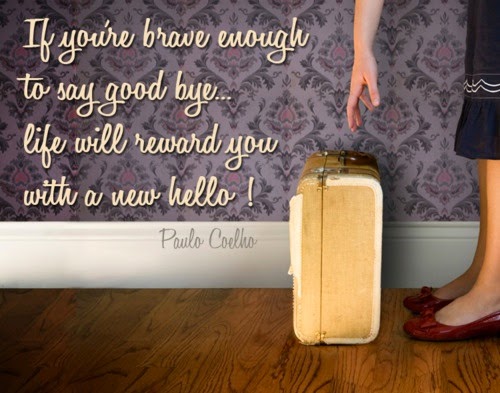 If you're brave enough
to say good bye...
life will reward you
with a new hello !
Paulo Coelho